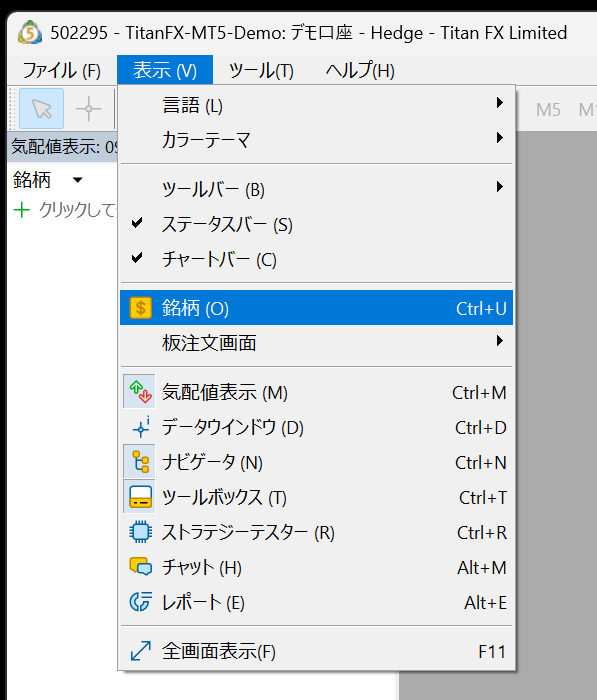 502295 - TitanFX-MT5-Demo: デモ口座 - Hedge - Titan FX Limited
ファイル (F) 表示 (V) ツール(T) ヘルプ(H)
言語 (L)
M5
カラーテーマ
気配値表示:
銘柄
ツールバー (B)
クリックして
ステータスバー (S)
チャートバー (C)
銘柄 (O) Ctrl+U
板注文画面
気配値表示 (M) Ctrl+M
データウインドウ (D) Ctrl+D
ナビゲータ (N) Ctrl+N
ツールボックス (T) Ctrl+T
ストラテジーテスター (R) Ctrl+R
チャット (H) Alt+M
レポート (E) Alt+E
全画面表示(F) F11